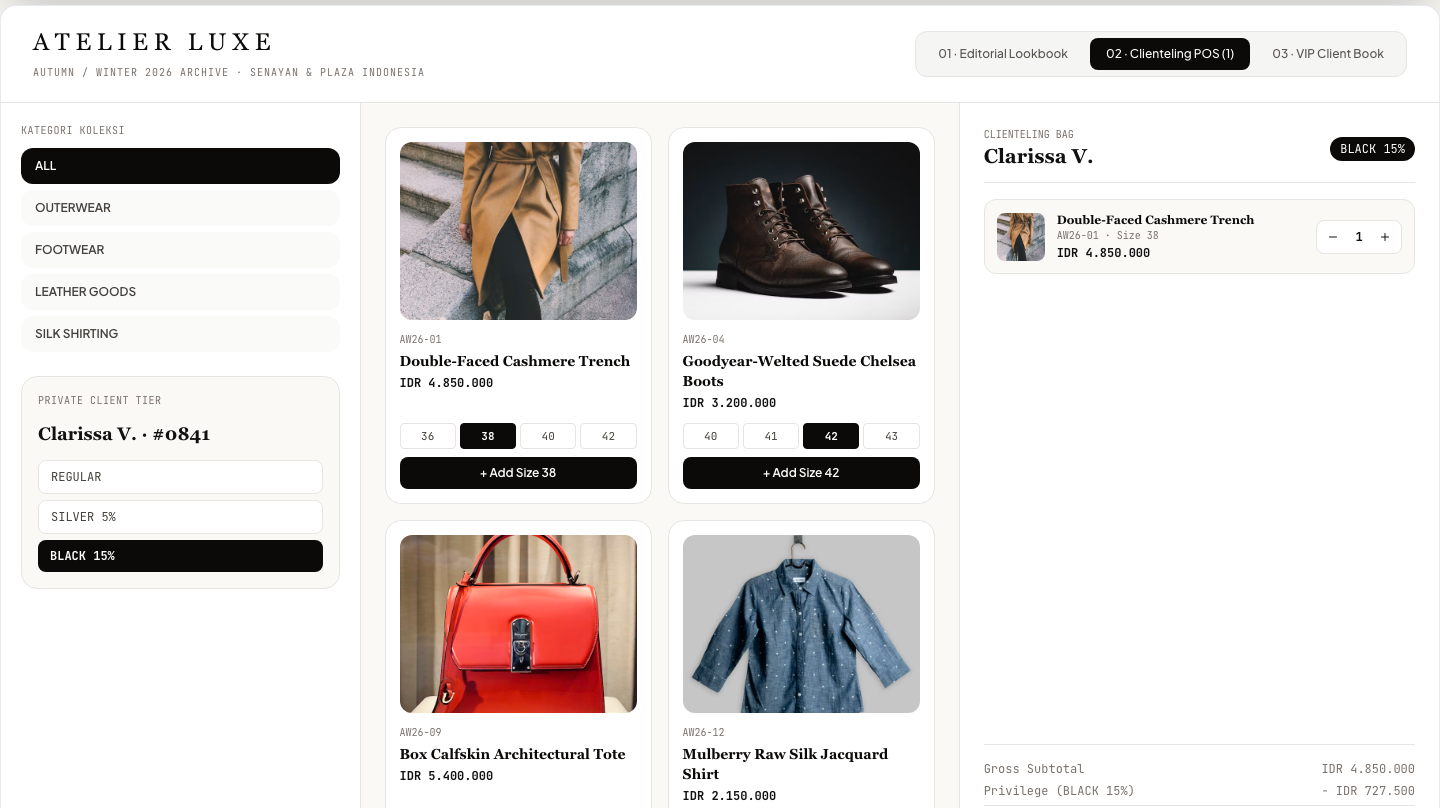 ATELIER LUXE
AUTUMN / WINTER 2026 ARCHIVE · SENAYAN & PLAZA INDONESIA
01 · Editorial Lookbook
02 · Clienteling POS (1)
03 · VIP Client Book
KATEGORI KOLEKSI
ALL
OUTERWEAR
FOOTWEAR
LEATHER GOODS
SILK SHIRTING
PRIVATE CLIENT TIER
Clarissa V. · #0841
REGULAR
SILVER 5%
BLACK 15%
AW26-01
Double-Faced Cashmere Trench
IDR 4.850.000
36 38 40 42
+ Add Size 38
AW26-04
Goodyear-Welted Suede Chelsea
Boots
IDR 3.200.000
40 41 42 43
+ Add Size 42
AW26-09
Box Calfskin Architectural Tote
IDR 5.400.000
AW26-12
Mulberry Raw Silk Jacquard
Shirt
IDR 2.150.000
CLIENTELING BAG
Clarissa V.
BLACK 15%
Double-Faced Cashmere Trench
AW26-01 · Size 38
IDR 4.850.000
− 1 +
Gross Subtotal IDR 4.850.000
Privilege (BLACK 15%) - IDR 727.500